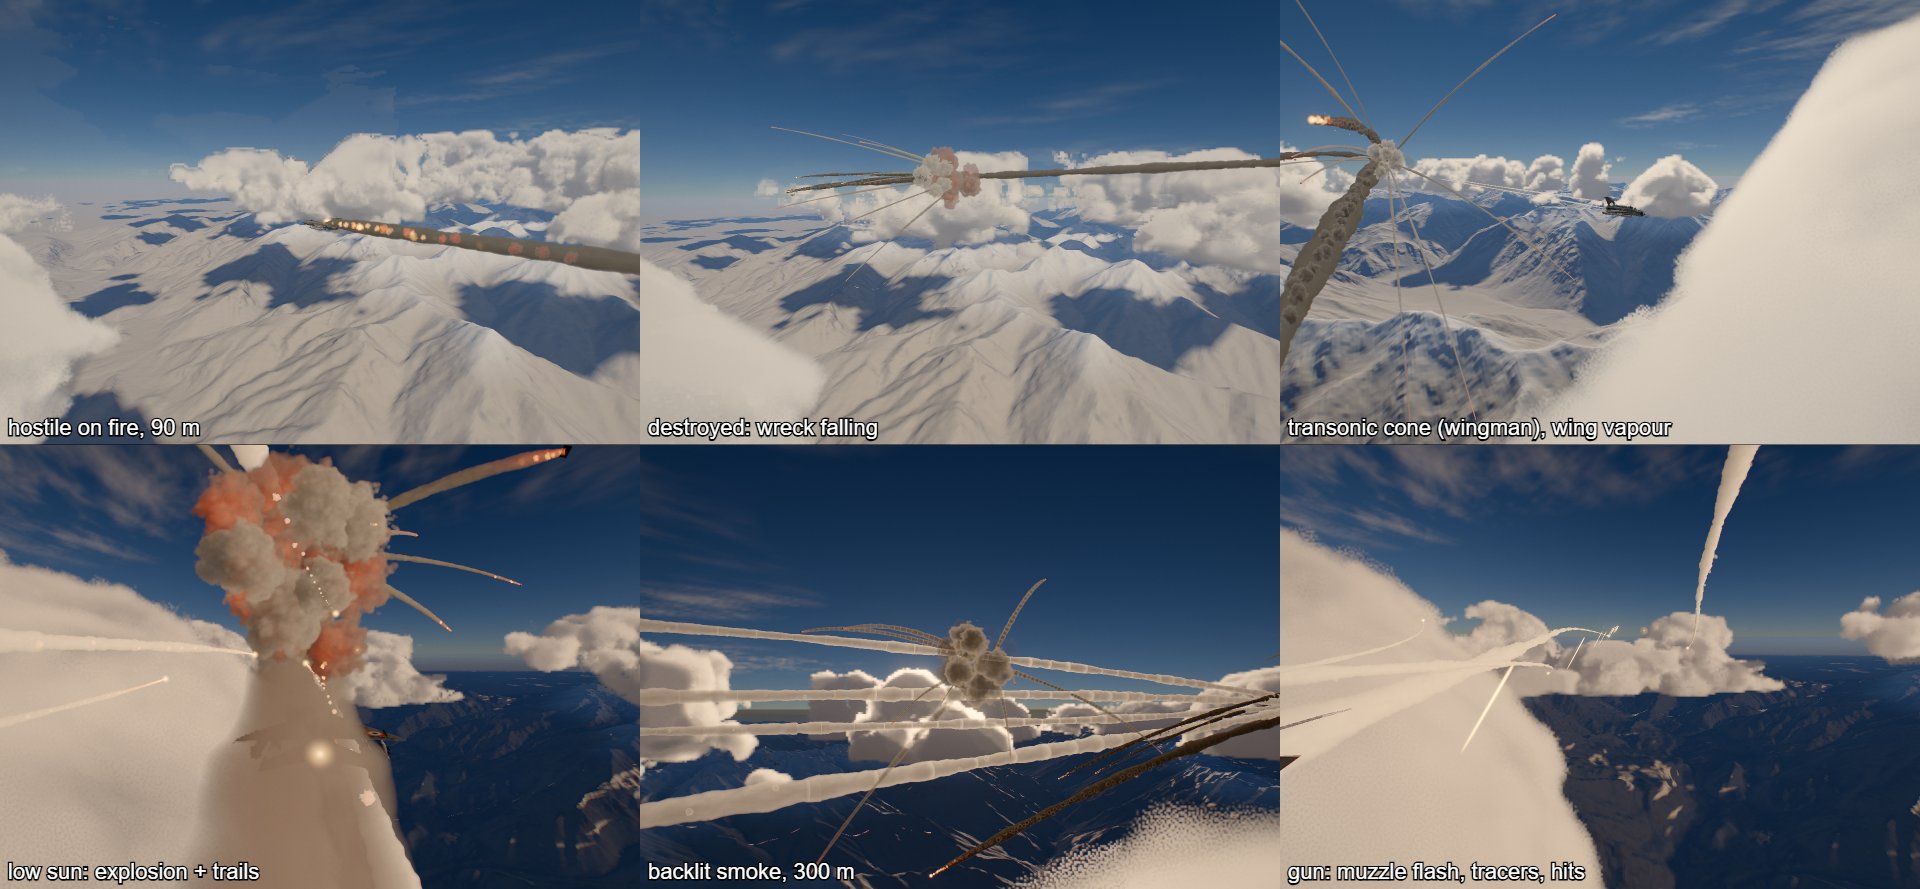 hostile on fire, 90 m
destroyed: wreck falling
transonic cone (wingman), wing vapour
low sun: explosion + trails
backlit smoke, 300 m
gun: muzzle flash, tracers, hits